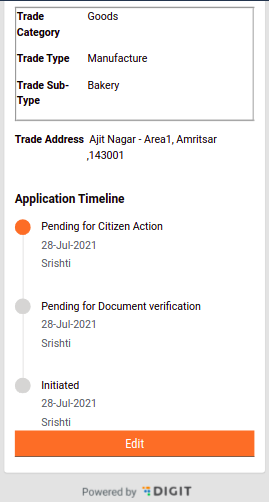 Trade Category Goods
Trade Type Manufacture
Trade Sub-Type Bakery
Trade Address Ajit Nagar - Area1, Amritsar
,143001
Application Timeline
Pending for Citizen Action
28-Jul-2021
Srishti
Pending for Document verification
28-Jul-2021
Srishti
Initiated
28-Jul-2021
Srishti
Edit
Powered by DIGIT